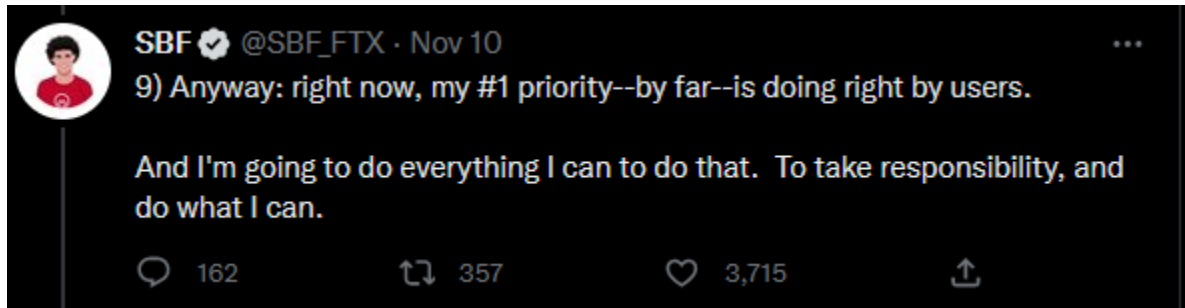 SBF @SBF_FTX · Nov 10
9) Anyway: right now, my #1 priority--by far--is doing right by users.
And I'm going to do everything I can to do that.  To take responsibility, and
do what I can.
162 357 3,715